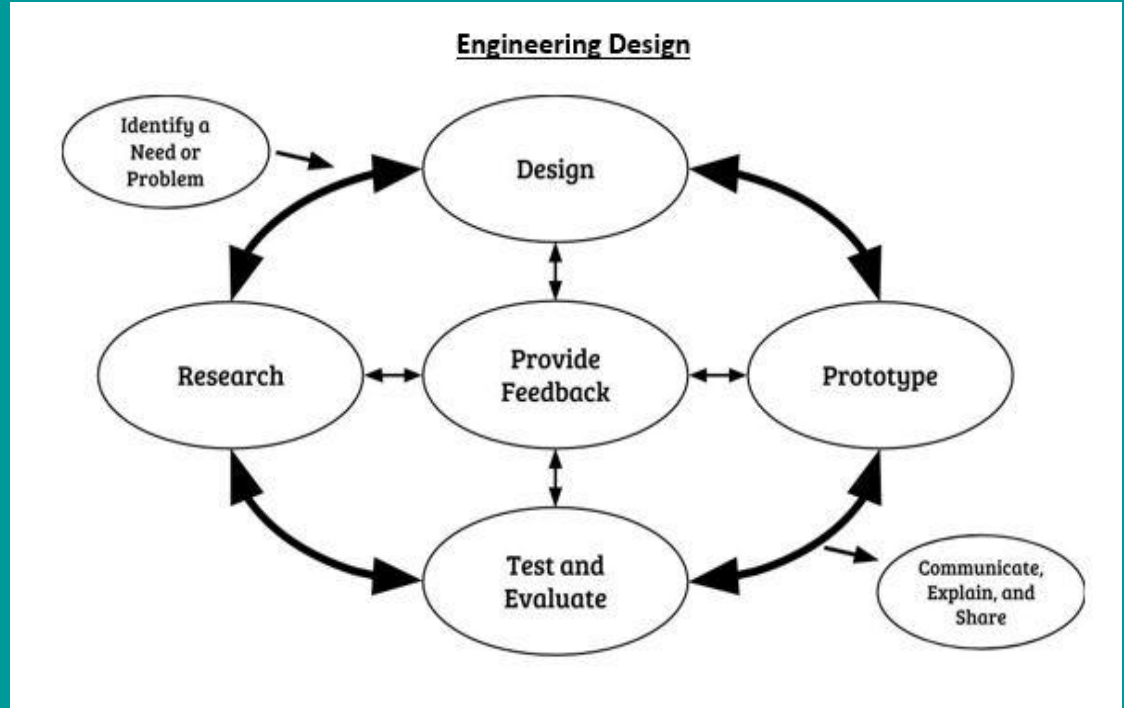 Engineering Design
Identify a
Need or
Problem
Design
Research
Provide
Feedback
Prototype
Test and
Evaluate
Communicate,
Explain, and
Share